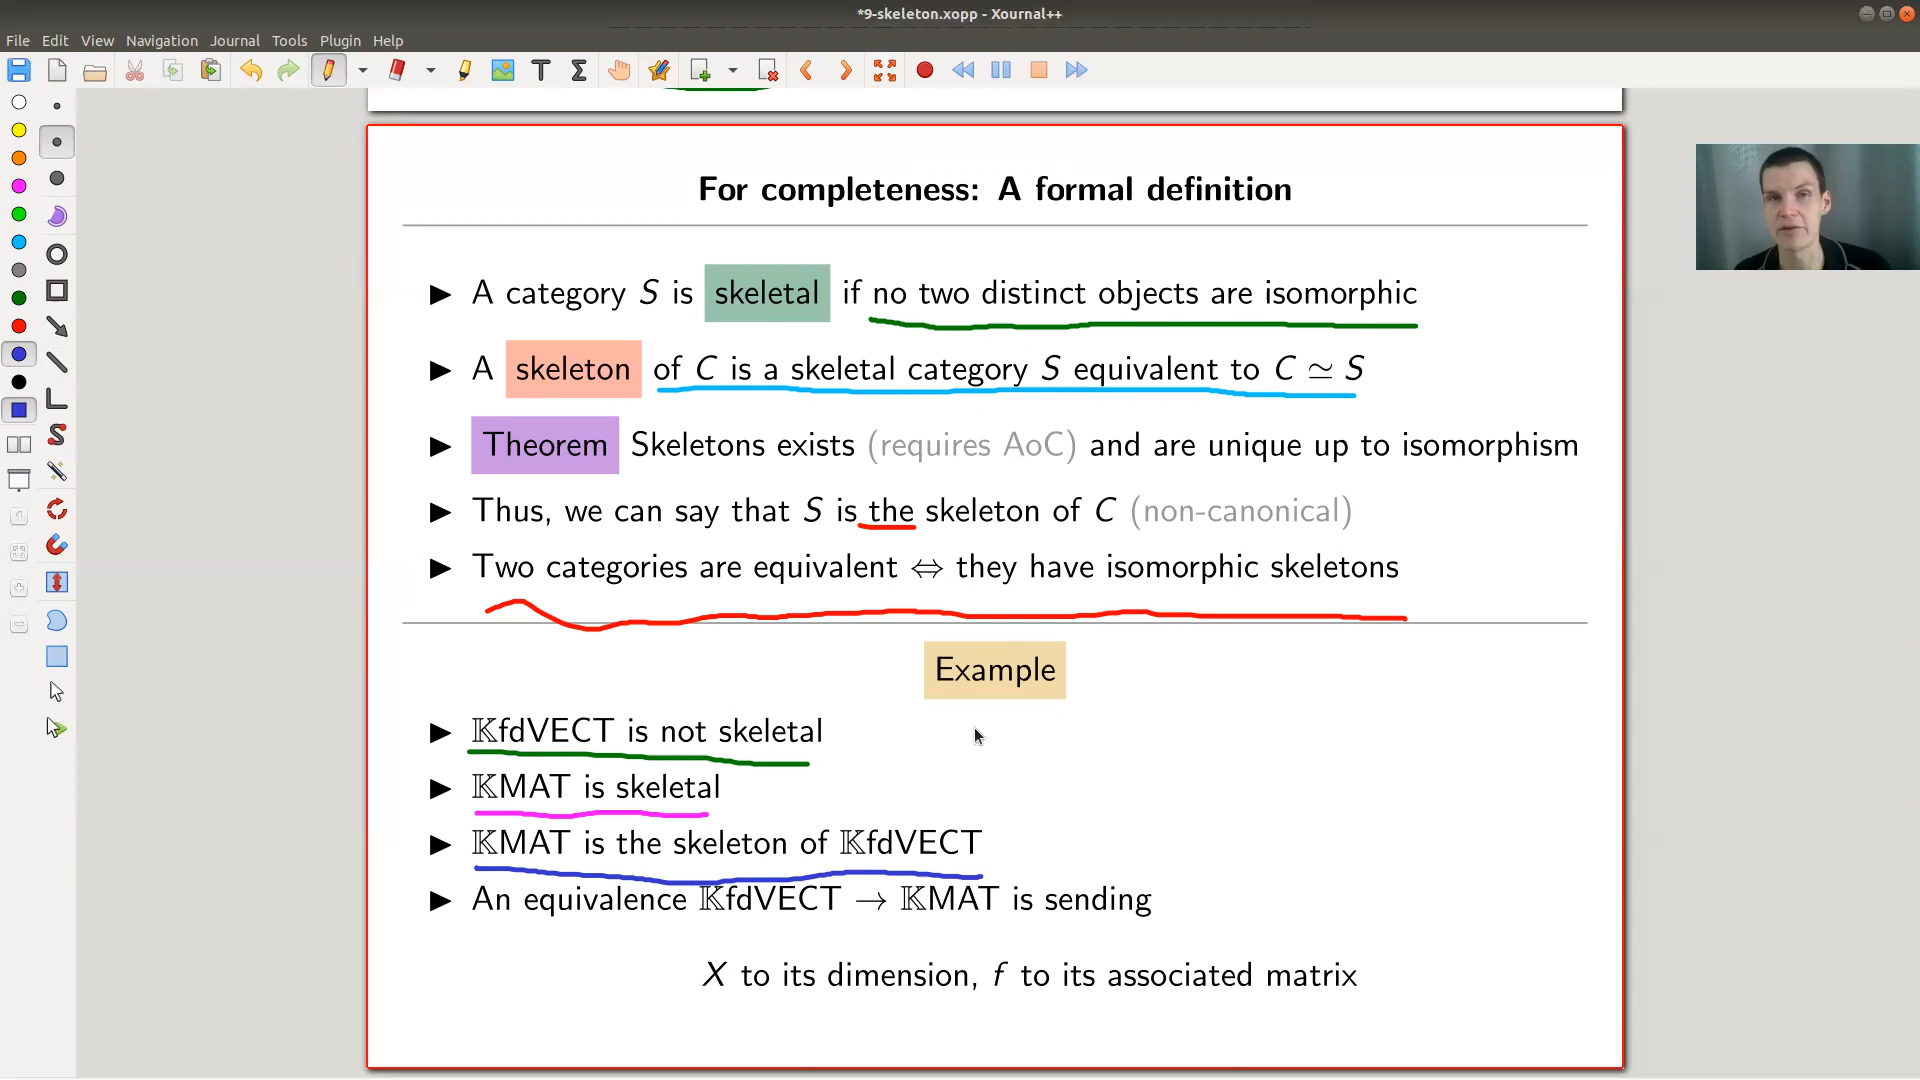 *9-skeleton.xopp - Xournal++
File Edit View Navigation Journal Tools Plugin Help
For completeness: A formal definition
▶ A category S is skeletal if no two distinct objects are isomorphic
▶ A skeleton of C is a skeletal category S equivalent to C ≃ S
▶ Theorem Skeletons exists (requires AoC) and are unique up to isomorphism
▶ Thus, we can say that S is the skeleton of C (non-canonical)
▶ Two categories are equivalent ⇔ they have isomorphic skeletons
Example
▶ 𝕂fdVECT is not skeletal
▶ 𝕂MAT is skeletal
▶ 𝕂MAT is the skeleton of 𝕂fdVECT
▶ An equivalence 𝕂fdVECT → 𝕂MAT is sending
X to its dimension, f to its associated matrix